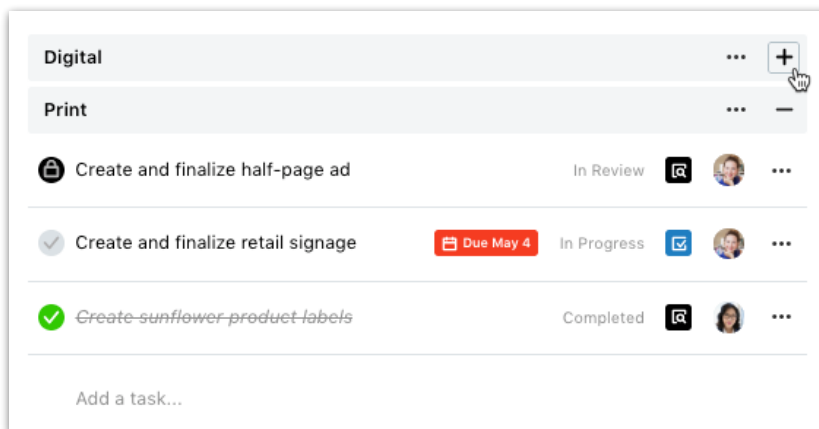 Digital
Print
Create and finalize half-page ad In Review
Create and finalize retail signage Due May 4 In Progress
Create sunflower product labels Completed
Add a task...